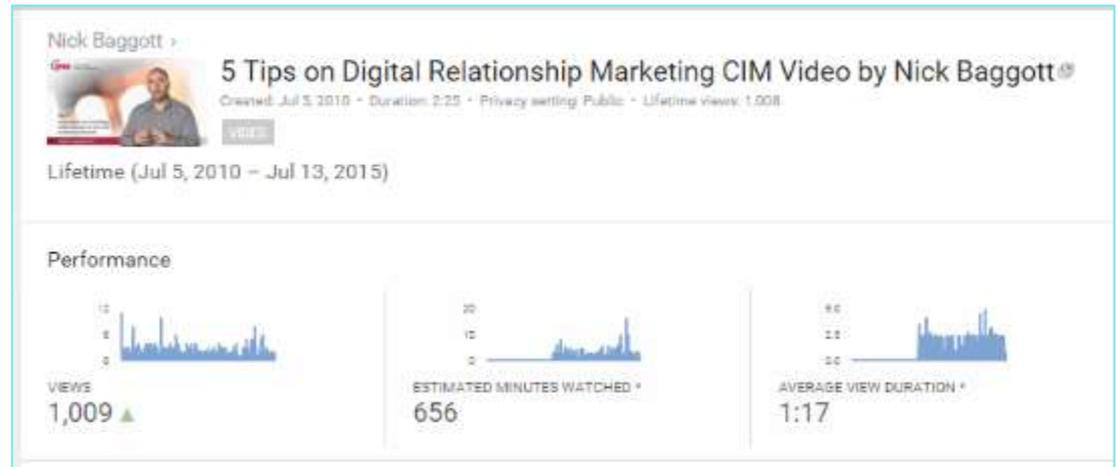 Nick Baggott ›
5 Tips on Digital Relationship Marketing CIM Video by Nick Baggott
Created: Jul 5, 2010 • Duration: 2:25 • Privacy setting: Public • Lifetime views: 1,008
VIDEO
Lifetime (Jul 5, 2010 – Jul 13, 2015)
Performance
VIEWS
1,009
ESTIMATED MINUTES WATCHED *
656
AVERAGE VIEW DURATION *
1:17